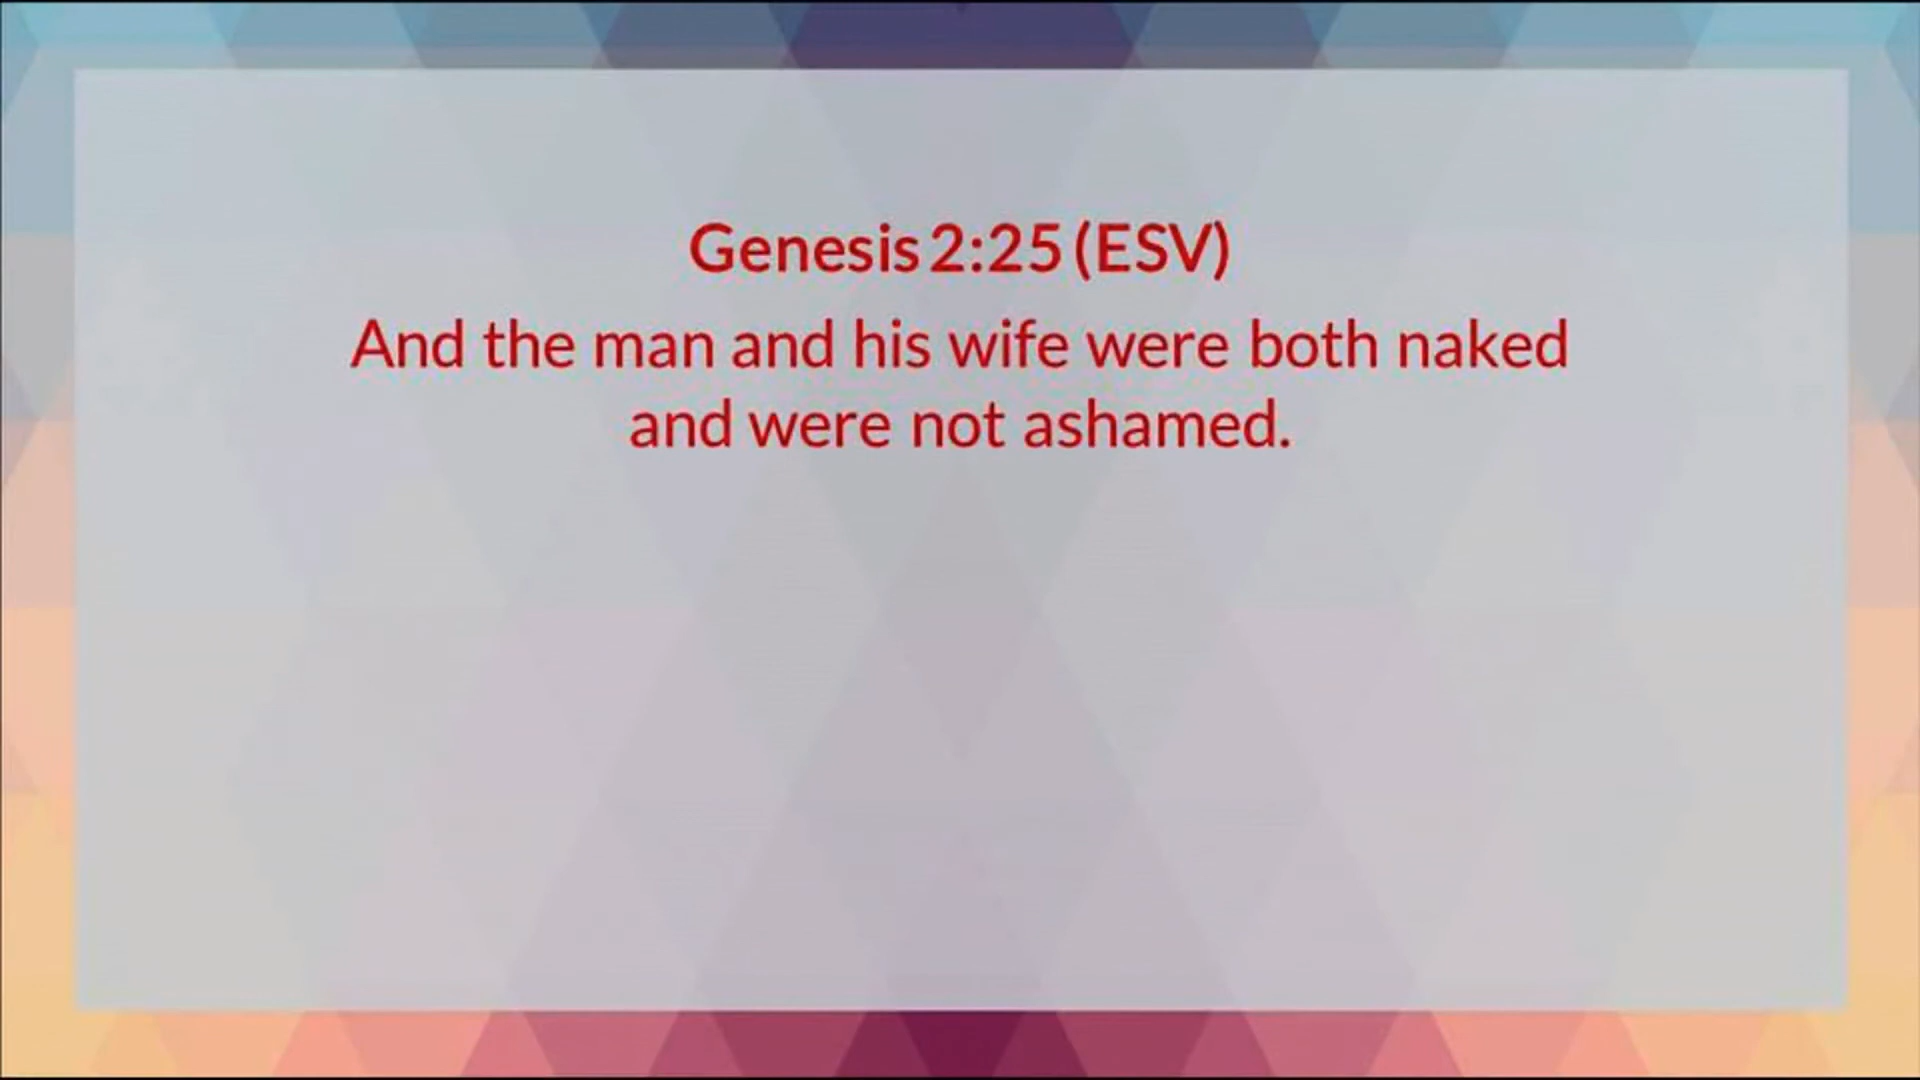 Genesis 2:25 (ESV)
And the man and his wife were both naked
and were not ashamed.